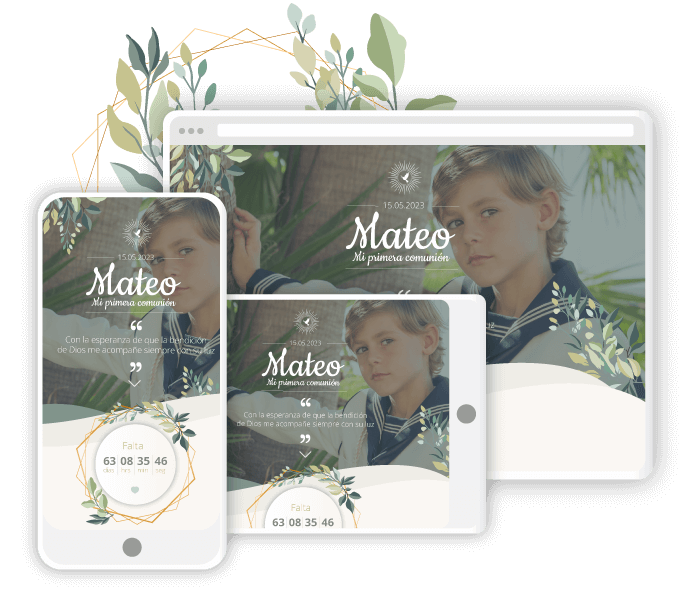 15.05.2023
Mateo
Mi primera comunión
“
15.05.2023
Mateo
Mi primera comunión
“
Con la esperanza de que la bendición
de Dios me acompañe siempre con su luz
”
Falta
63 08 35 46
días hrs min seg
15.05.2023
Mateo
Mi primera comunión
“
Con la esperanza de que la bendición
de Dios me acompañe siempre con su luz
”
Falta
63 08 35 46